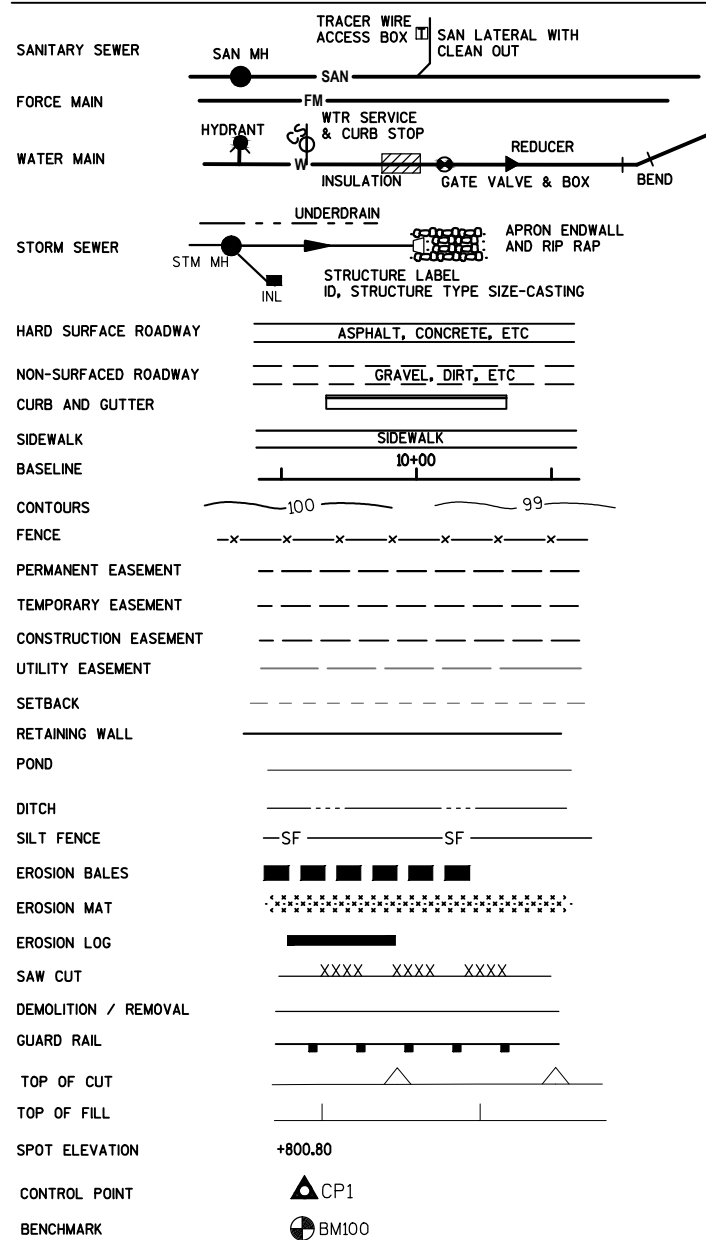 TRACER WIRE
ACCESS BOX
T
SAN LATERAL WITH
CLEAN OUT
SANITARY SEWER
SAN MH
SAN
FORCE MAIN
FM
HYDRANT
CS
WTR SERVICE
& CURB STOP
WATER MAIN
W
INSULATION
REDUCER
GATE VALVE & BOX
BEND
UNDERDRAIN
STORM SEWER
STM MH
INL
APRON ENDWALL
AND RIP RAP
STRUCTURE LABEL
ID, STRUCTURE TYPE SIZE-CASTING
HARD SURFACE ROADWAY
ASPHALT, CONCRETE, ETC
NON-SURFACED ROADWAY
GRAVEL, DIRT, ETC
CURB AND GUTTER
SIDEWALK
SIDEWALK
BASELINE
10+00
CONTOURS
100
99
FENCE
PERMANENT EASEMENT
TEMPORARY EASEMENT
CONSTRUCTION EASEMENT
UTILITY EASEMENT
SETBACK
RETAINING WALL
POND
DITCH
SILT FENCE
SF
SF
EROSION BALES
EROSION MAT
EROSION LOG
SAW CUT
XXXX XXXX XXXX
DEMOLITION / REMOVAL
GUARD RAIL
TOP OF CUT
TOP OF FILL
SPOT ELEVATION
+800.80
CONTROL POINT
CP1
BENCHMARK
BM100